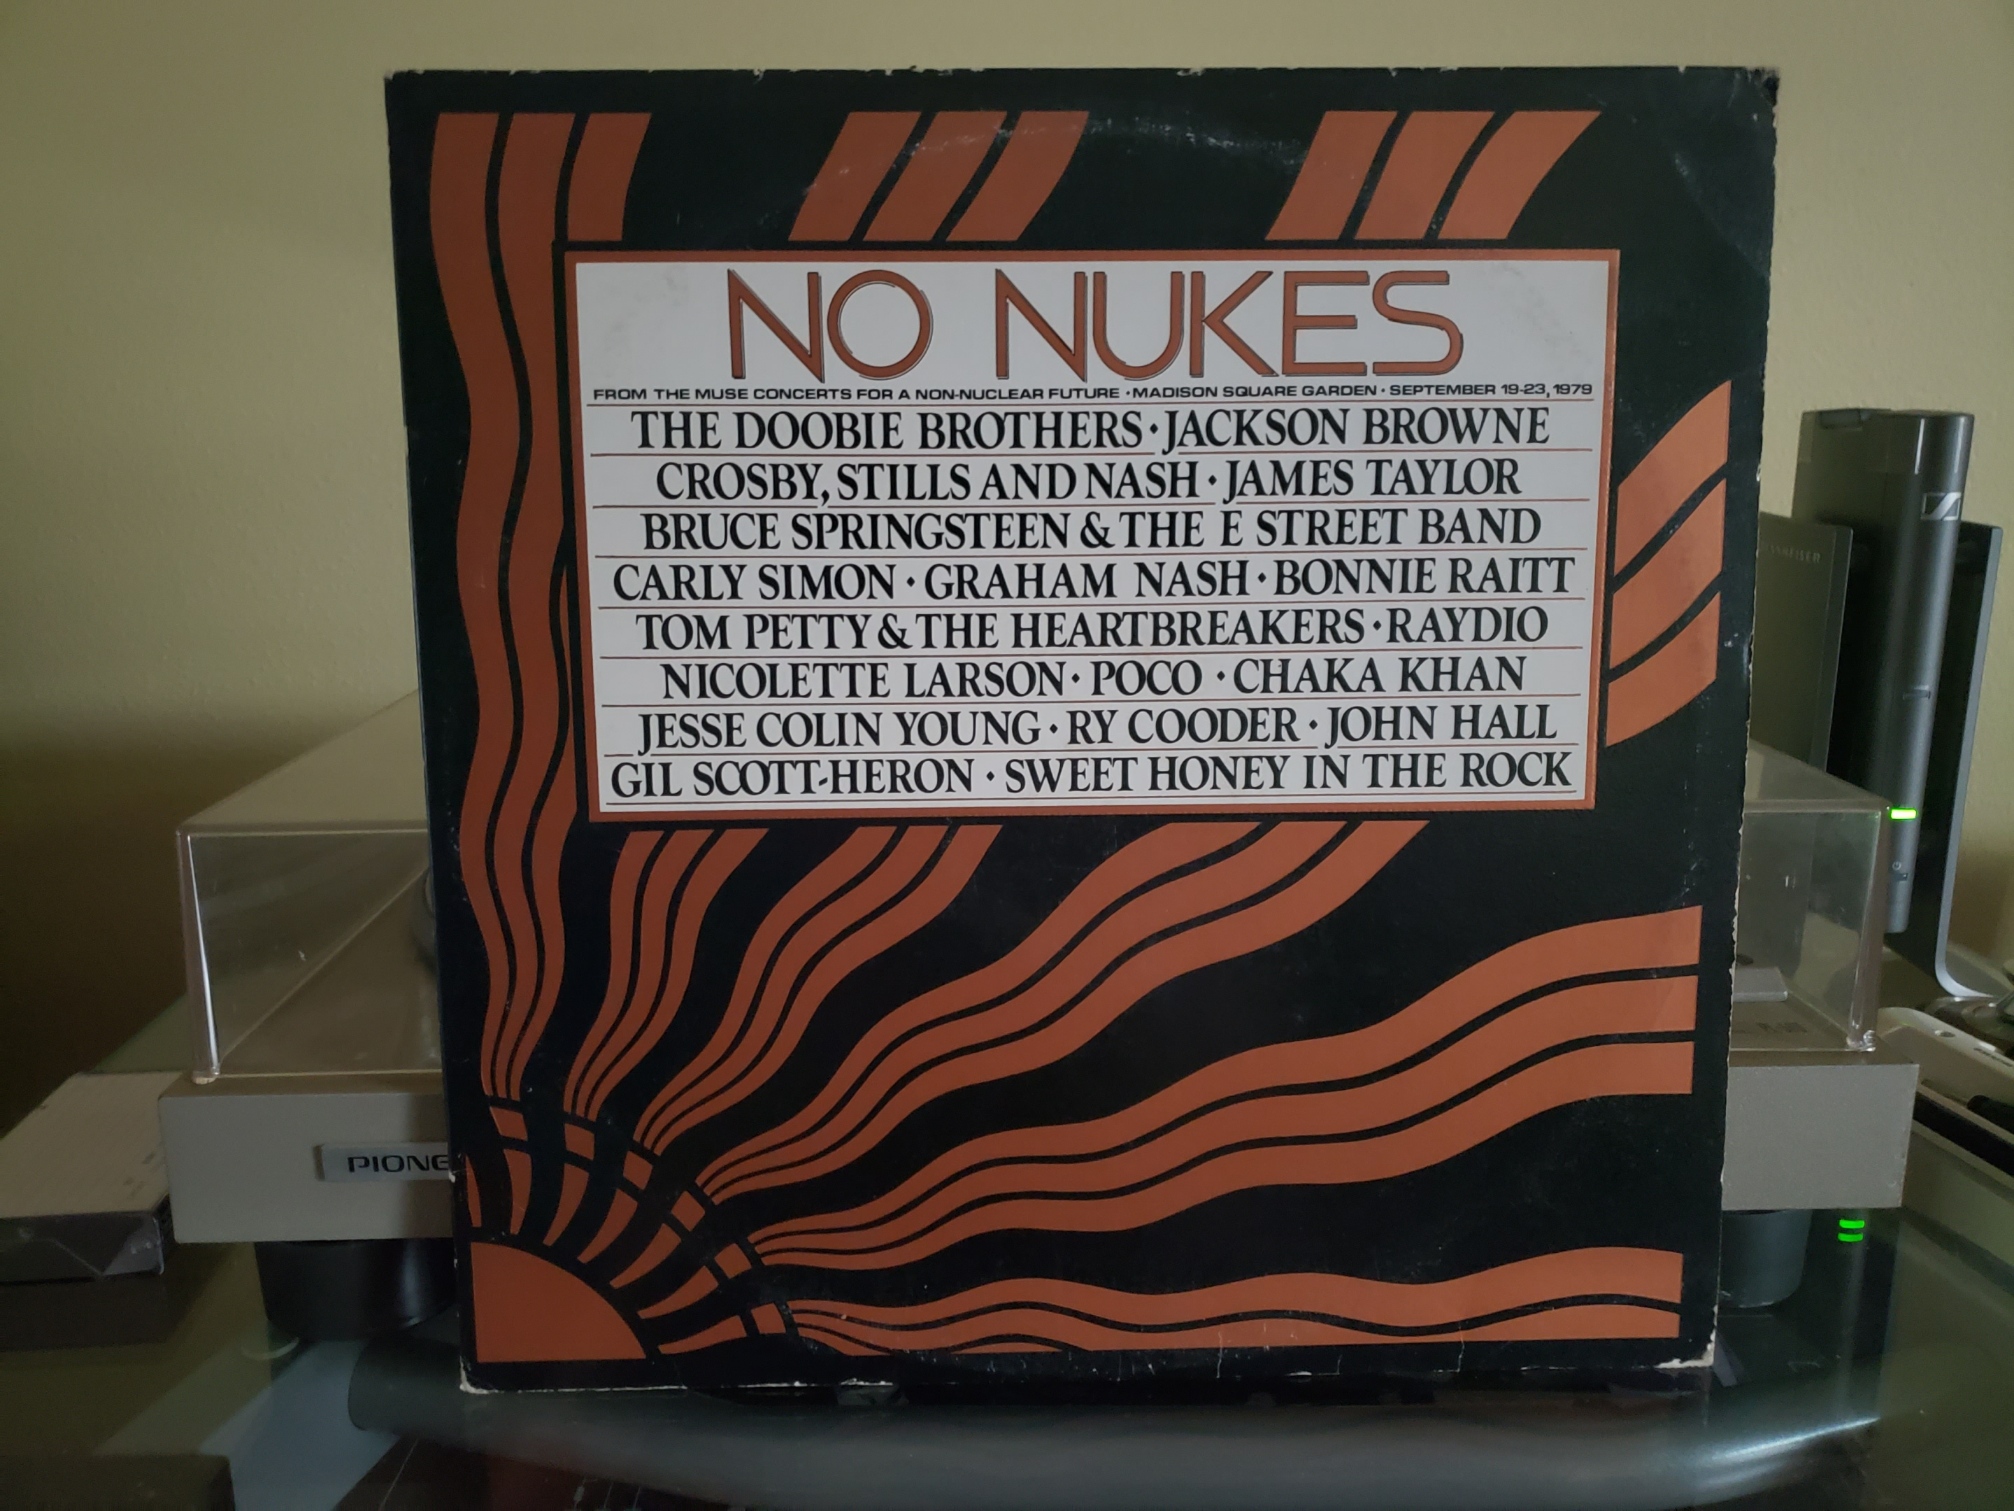 NO NUKES
FROM THE MUSE CONCERTS FOR A NON-NUCLEAR FUTURE • MADISON SQUARE GARDEN • SEPTEMBER 19-23, 1979
THE DOOBIE BROTHERS • JACKSON BROWNE
CROSBY, STILLS AND NASH • JAMES TAYLOR
BRUCE SPRINGSTEEN & THE E STREET BAND
CARLY SIMON • GRAHAM NASH • BONNIE RAITT
TOM PETTY & THE HEARTBREAKERS • RAYDIO
NICOLETTE LARSON • POCO • CHAKA KHAN
JESSE COLIN YOUNG • RY COODER • JOHN HALL
GIL SCOTT-HERON • SWEET HONEY IN THE ROCK
PIONE